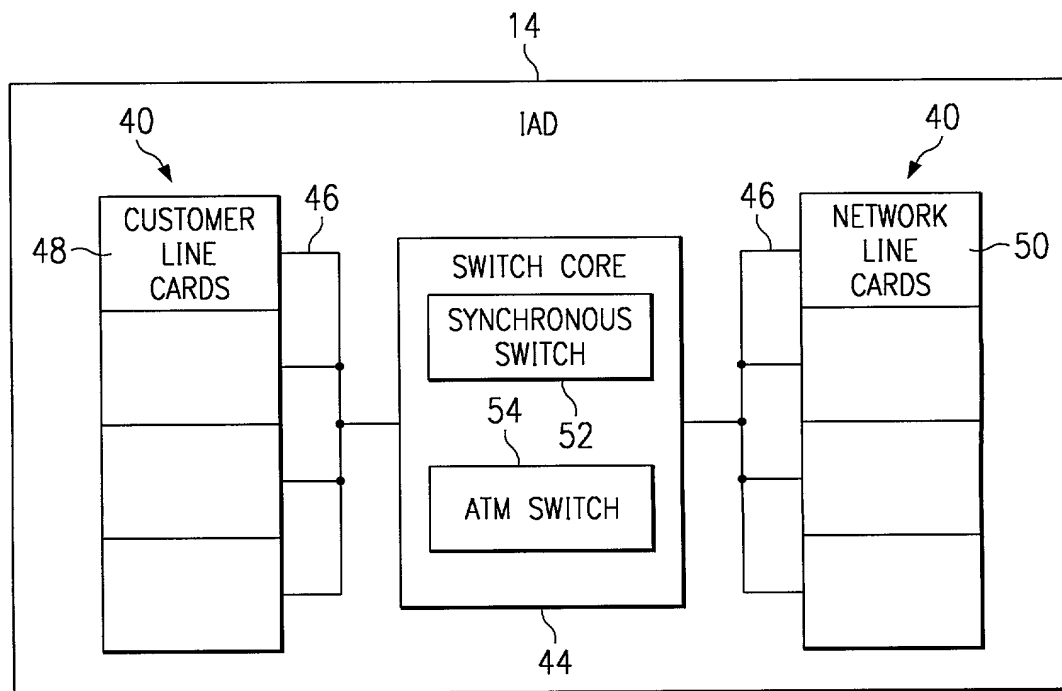 14
IAD
40
40
CUSTOMER
LINE
CARDS
48
46
SWITCH CORE
SYNCHRONOUS
SWITCH
52
54
ATM SWITCH
44
46
NETWORK
LINE
CARDS
50